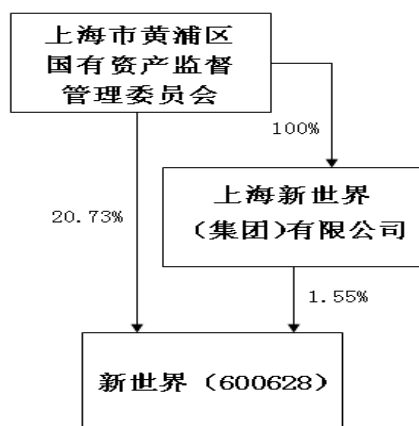 上海市黄浦区
国有资产监督
管理委员会
100%
上海新世界
（集团)有限公司
20.73%
1.55%
新世界（600628）